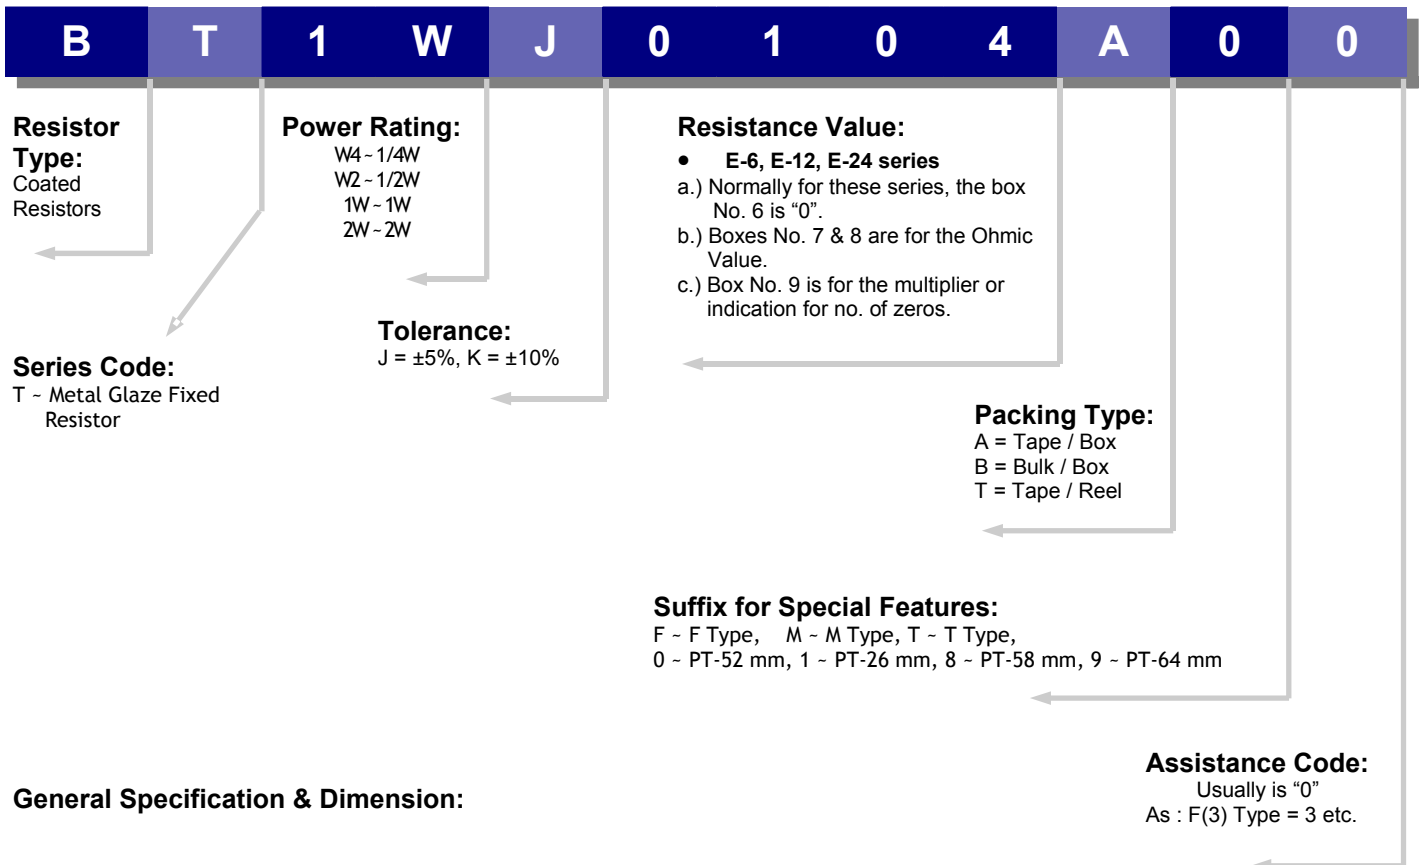 B T 1 W J 0 1 0 4 A 0 0
Resistor
Type:
Coated
Resistors
Power Rating:
W4 ~ 1/4W
W2 ~ 1/2W
1W ~ 1W
2W ~ 2W
Resistance Value:
• E-6, E-12, E-24 series
a.) Normally for these series, the box
No. 6 is “0”.
b.) Boxes No. 7 & 8 are for the Ohmic
Value.
c.) Box No. 9 is for the multiplier or
indication for no. of zeros.
Tolerance:
J = ±5%, K = ±10%
Series Code:
T ~ Metal Glaze Fixed
Resistor
Packing Type:
A = Tape / Box
B = Bulk / Box
T = Tape / Reel
Suffix for Special Features:
F ~ F Type, M ~ M Type, T ~ T Type,
0 ~ PT-52 mm, 1 ~ PT-26 mm, 8 ~ PT-58 mm, 9 ~ PT-64 mm
Assistance Code:
Usually is “0”
As : F(3) Type = 3 etc.
General Specification & Dimension: